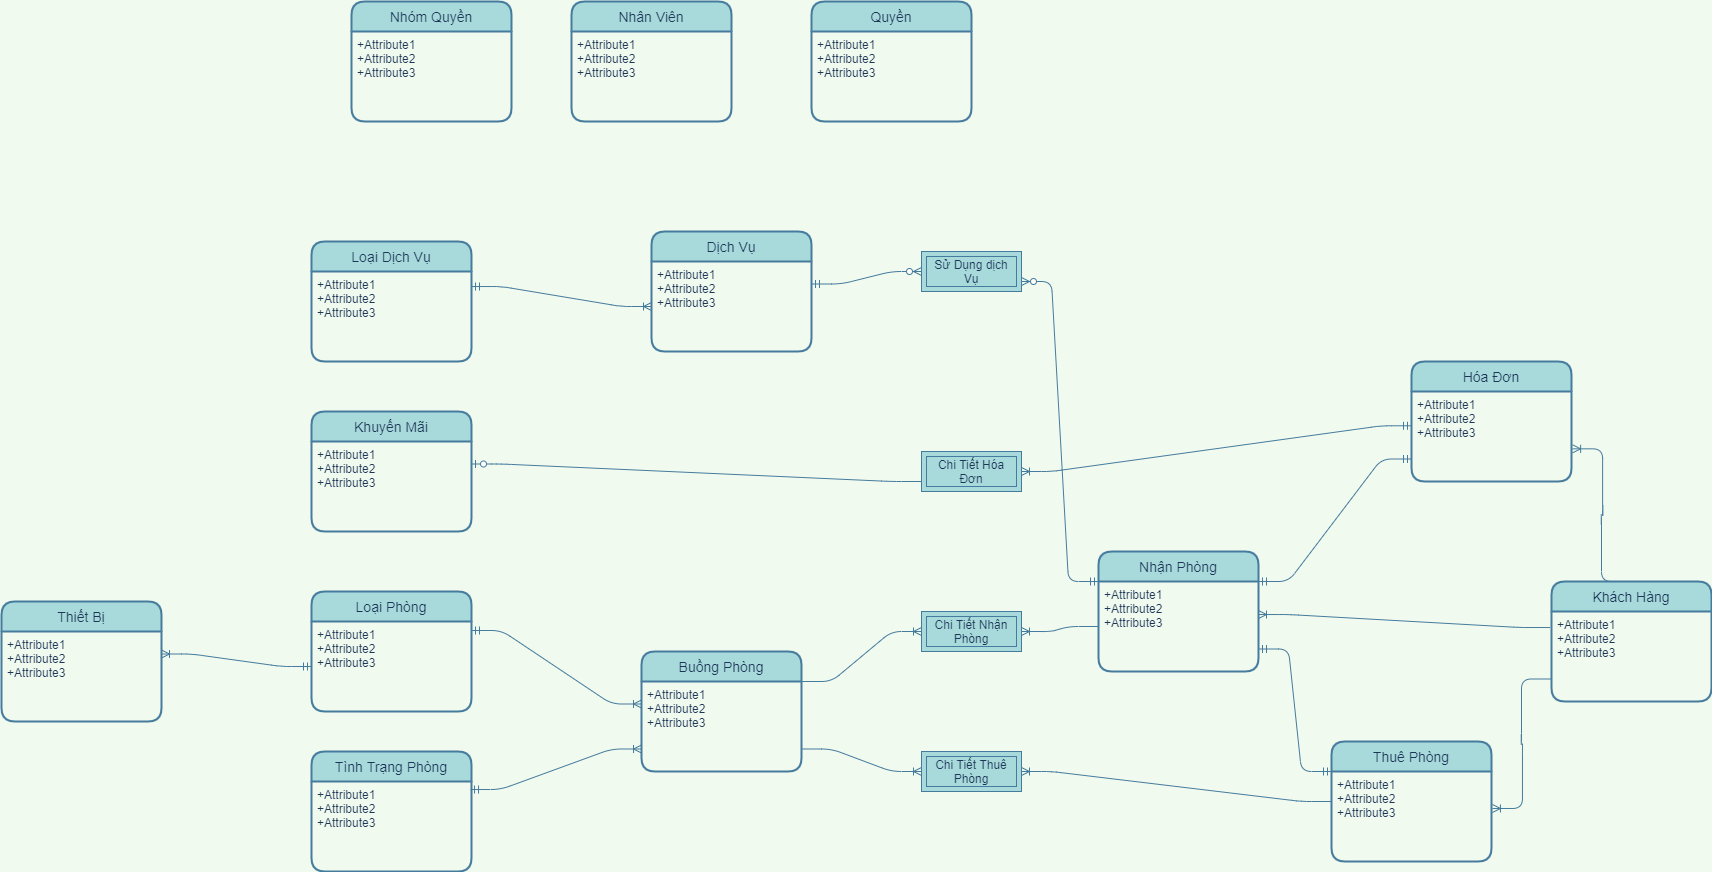 Nhóm Quyền
+Attribute1
+Attribute2
+Attribute3
Nhân Viên
+Attribute1
+Attribute2
+Attribute3
Quyền
+Attribute1
+Attribute2
+Attribute3
Loại Dịch Vụ
+Attribute1
+Attribute2
+Attribute3
Dịch Vụ
+Attribute1
+Attribute2
+Attribute3
Sử Dụng dịch
Vụ
Hóa Đơn
+Attribute1
+Attribute2
+Attribute3
Khuyến Mãi
+Attribute1
+Attribute2
+Attribute3
Chi Tiết Hóa
Đơn
Nhận Phòng
+Attribute1
+Attribute2
+Attribute3
Khách Hàng
+Attribute1
+Attribute2
+Attribute3
Thiết Bị
+Attribute1
+Attribute2
+Attribute3
Loại Phòng
+Attribute1
+Attribute2
+Attribute3
Chi Tiết Nhận
Phòng
Buồng Phòng
+Attribute1
+Attribute2
+Attribute3
Tình Trạng Phòng
+Attribute1
+Attribute2
+Attribute3
Chi Tiết Thuê
Phòng
Thuê Phòng
+Attribute1
+Attribute2
+Attribute3